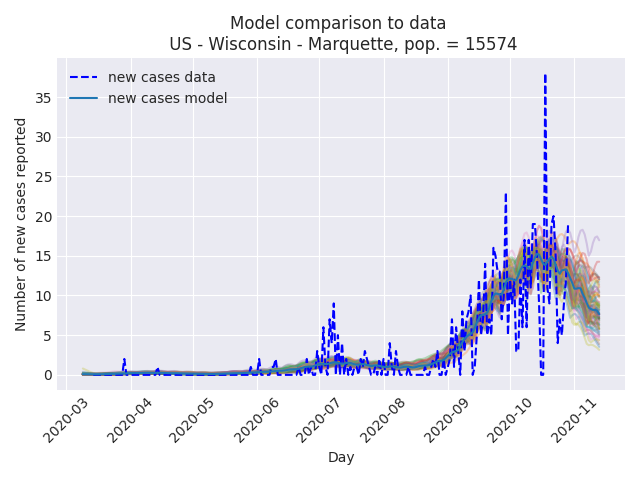 Model comparison to data
US - Wisconsin - Marquette, pop. = 15574
new cases data
new cases model
Number of new cases reported
35
30
25
20
15
10
5
0
2020-03
2020-04
2020-05
2020-06
2020-07
2020-08
2020-09
2020-10
2020-11
Day